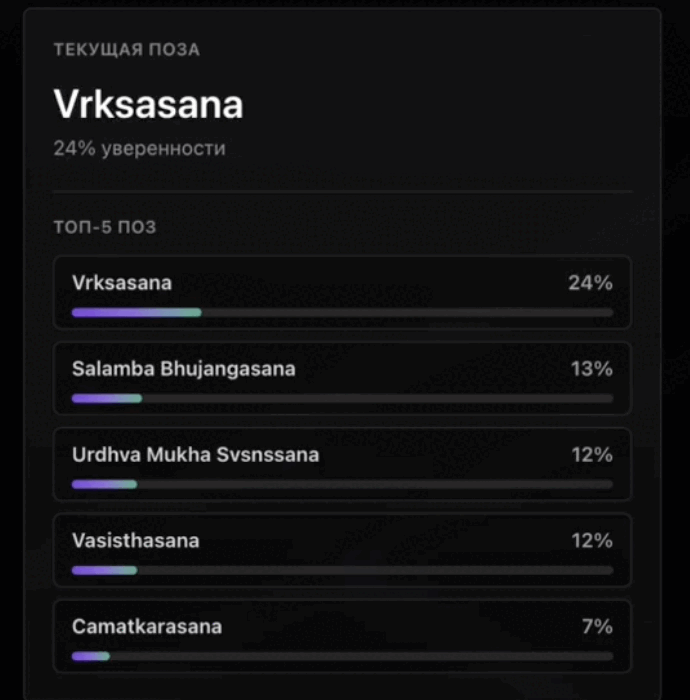 ТЕКУЩАЯ ПОЗА
Vrksasana
24% уверенности
ТОП-5 ПОЗ
Vrksasana 24%
Salamba Bhujangasana 13%
Urdhva Mukha Svsnssana 12%
Vasisthasana 12%
Camatkarasana 7%